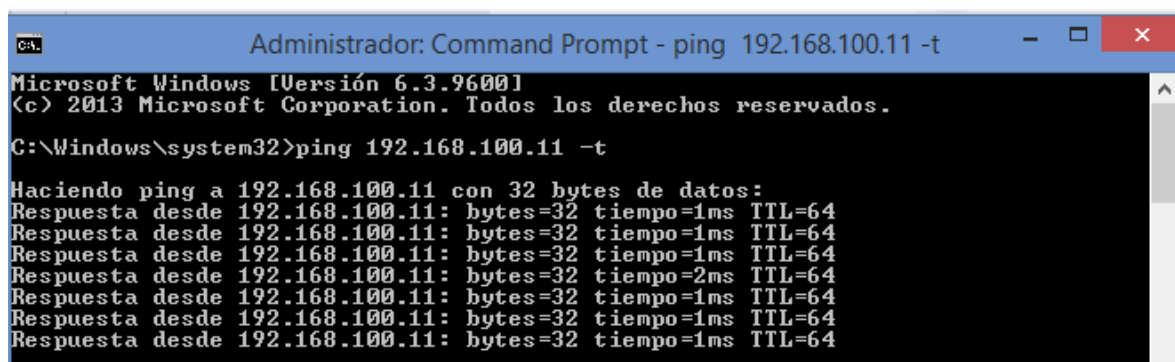 Administrador: Command Prompt - ping 192.168.100.11 -t
Microsoft Windows [Versión 6.3.9600]
(c) 2013 Microsoft Corporation. Todos los derechos reservados.
C:\Windows\system32>ping 192.168.100.11 -t
Haciendo ping a 192.168.100.11 con 32 bytes de datos:
Respuesta desde 192.168.100.11: bytes=32 tiempo=1ms TTL=64
Respuesta desde 192.168.100.11: bytes=32 tiempo=1ms TTL=64
Respuesta desde 192.168.100.11: bytes=32 tiempo=1ms TTL=64
Respuesta desde 192.168.100.11: bytes=32 tiempo=2ms TTL=64
Respuesta desde 192.168.100.11: bytes=32 tiempo=1ms TTL=64
Respuesta desde 192.168.100.11: bytes=32 tiempo=1ms TTL=64
Respuesta desde 192.168.100.11: bytes=32 tiempo=1ms TTL=64